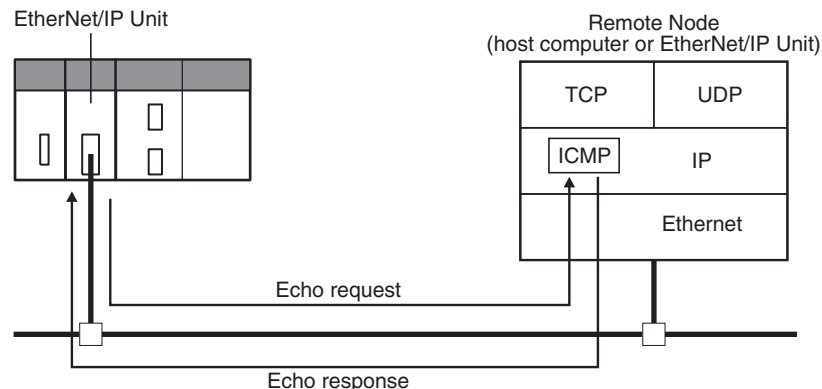 EtherNet/IP Unit
Remote Node
(host computer or EtherNet/IP Unit)
TCP
UDP
ICMP
IP
Ethernet
Echo request
Echo response